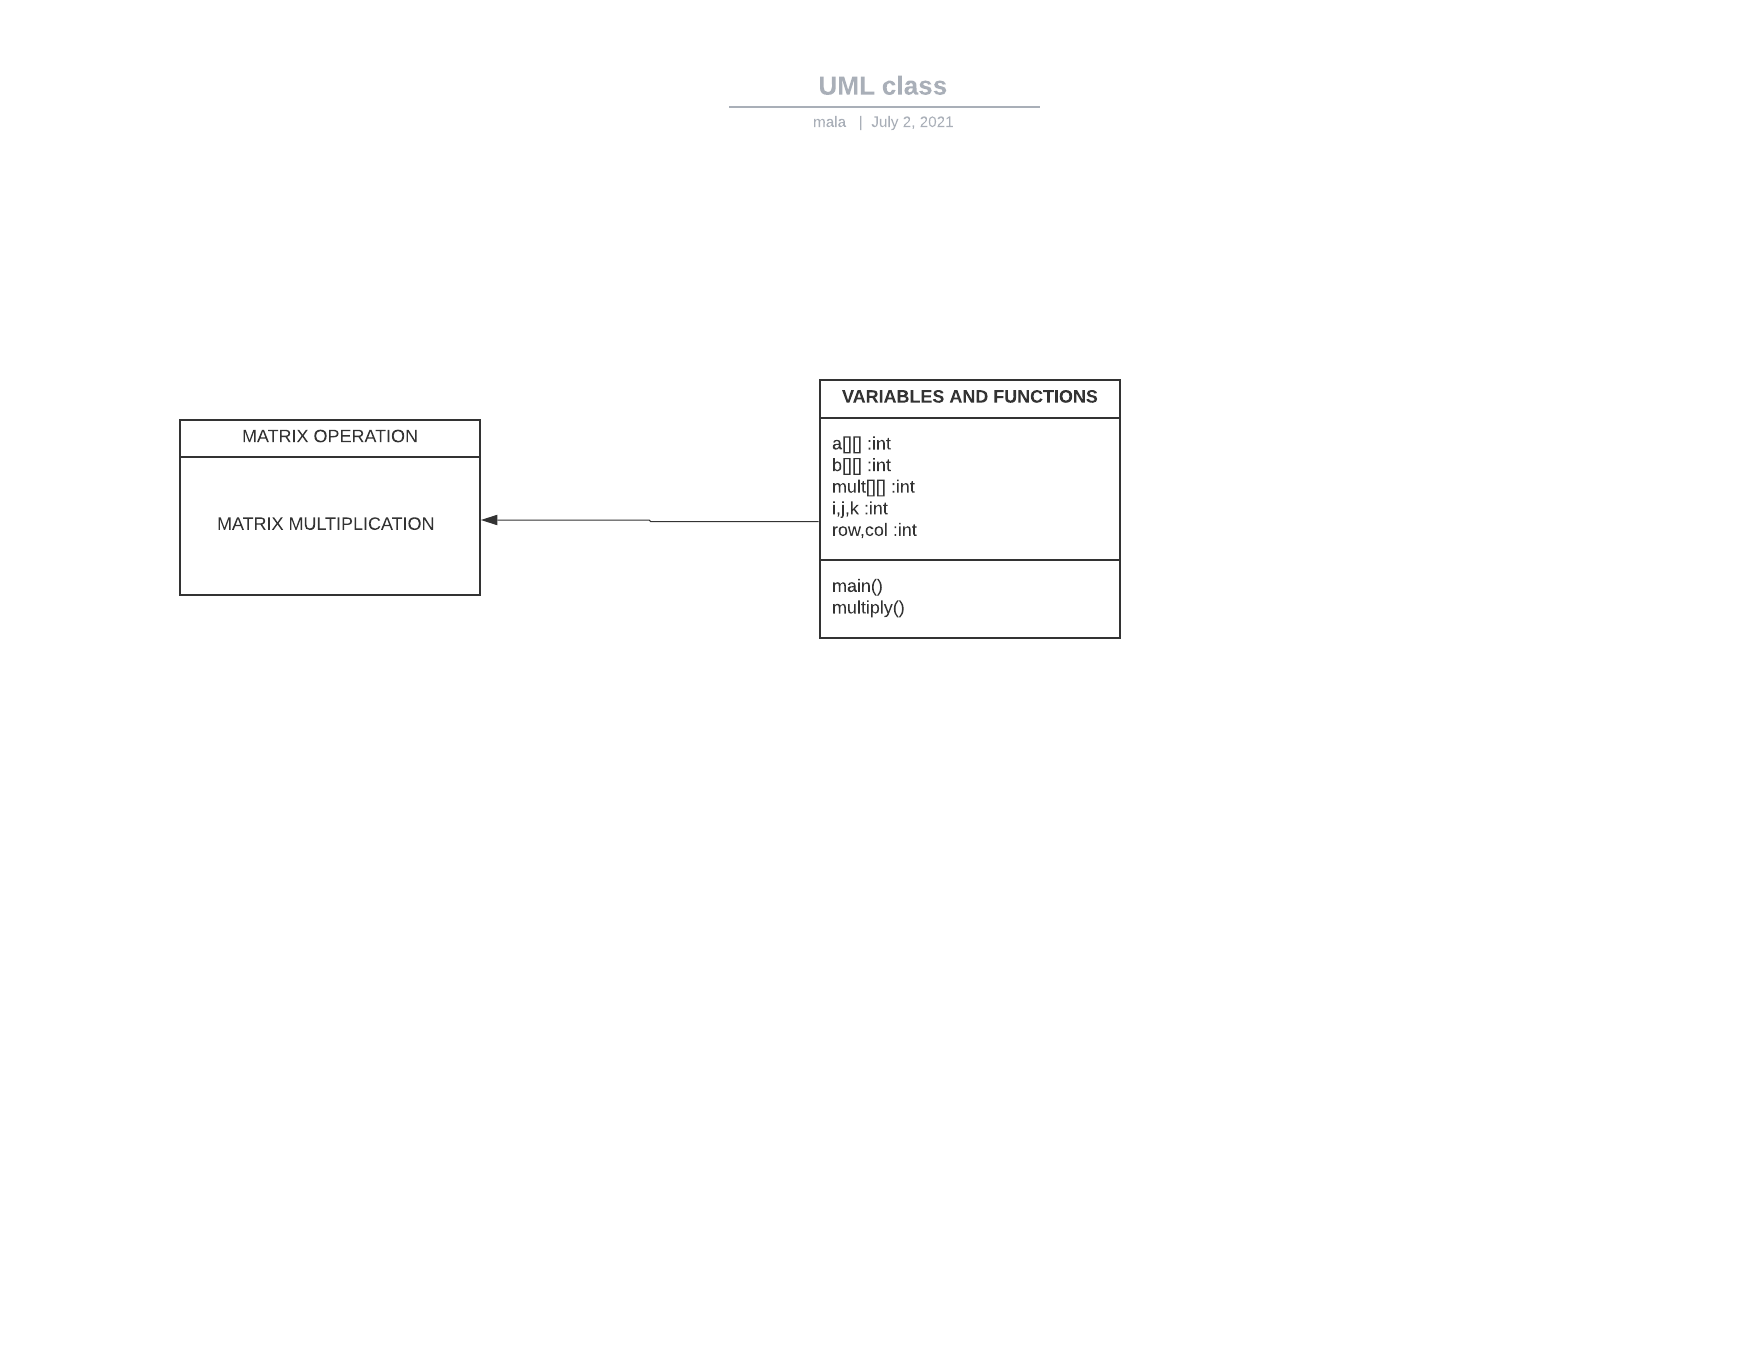 UML class
mala | July 2, 2021
MATRIX OPERATION
MATRIX MULTIPLICATION
VARIABLES AND FUNCTIONS
a[][] :int
b[][] :int
mult[][] :int
i,j,k :int
row,col :int
main()
multiply()